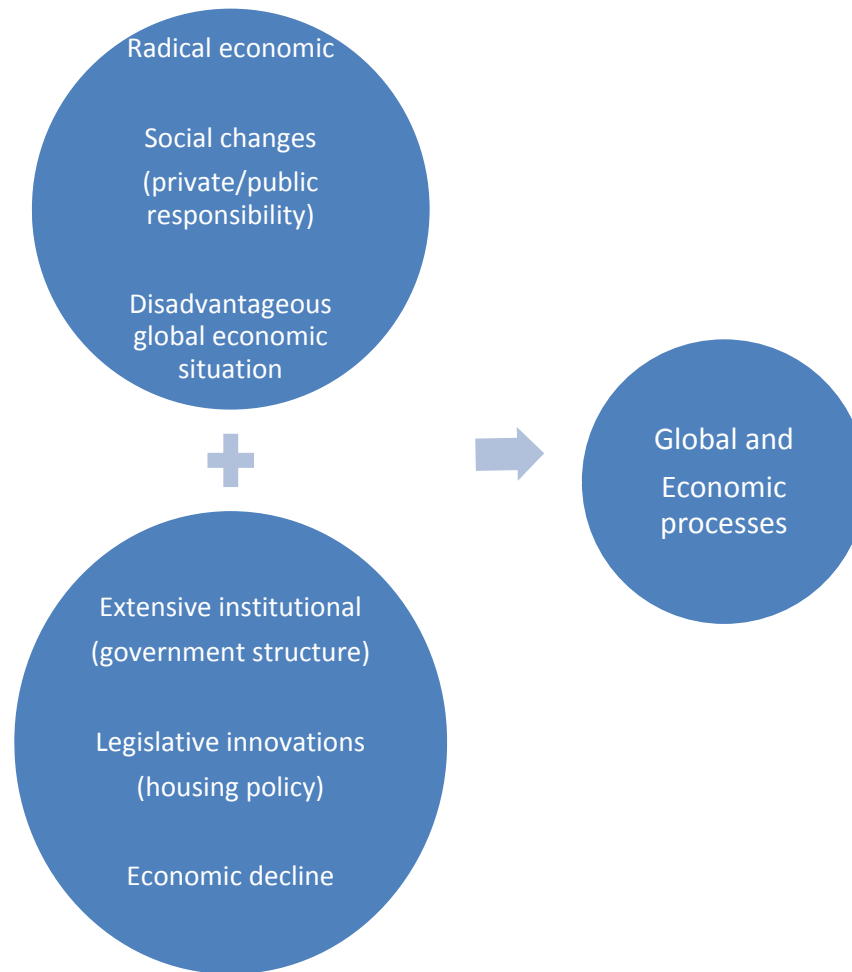 Radical economic
Social changes
(private/public
responsibility)
Disadvantageous
global economic
situation
Extensive institutional
(government structure)
Legislative innovations
(housing policy)
Economic decline
Global and
Economic
processes